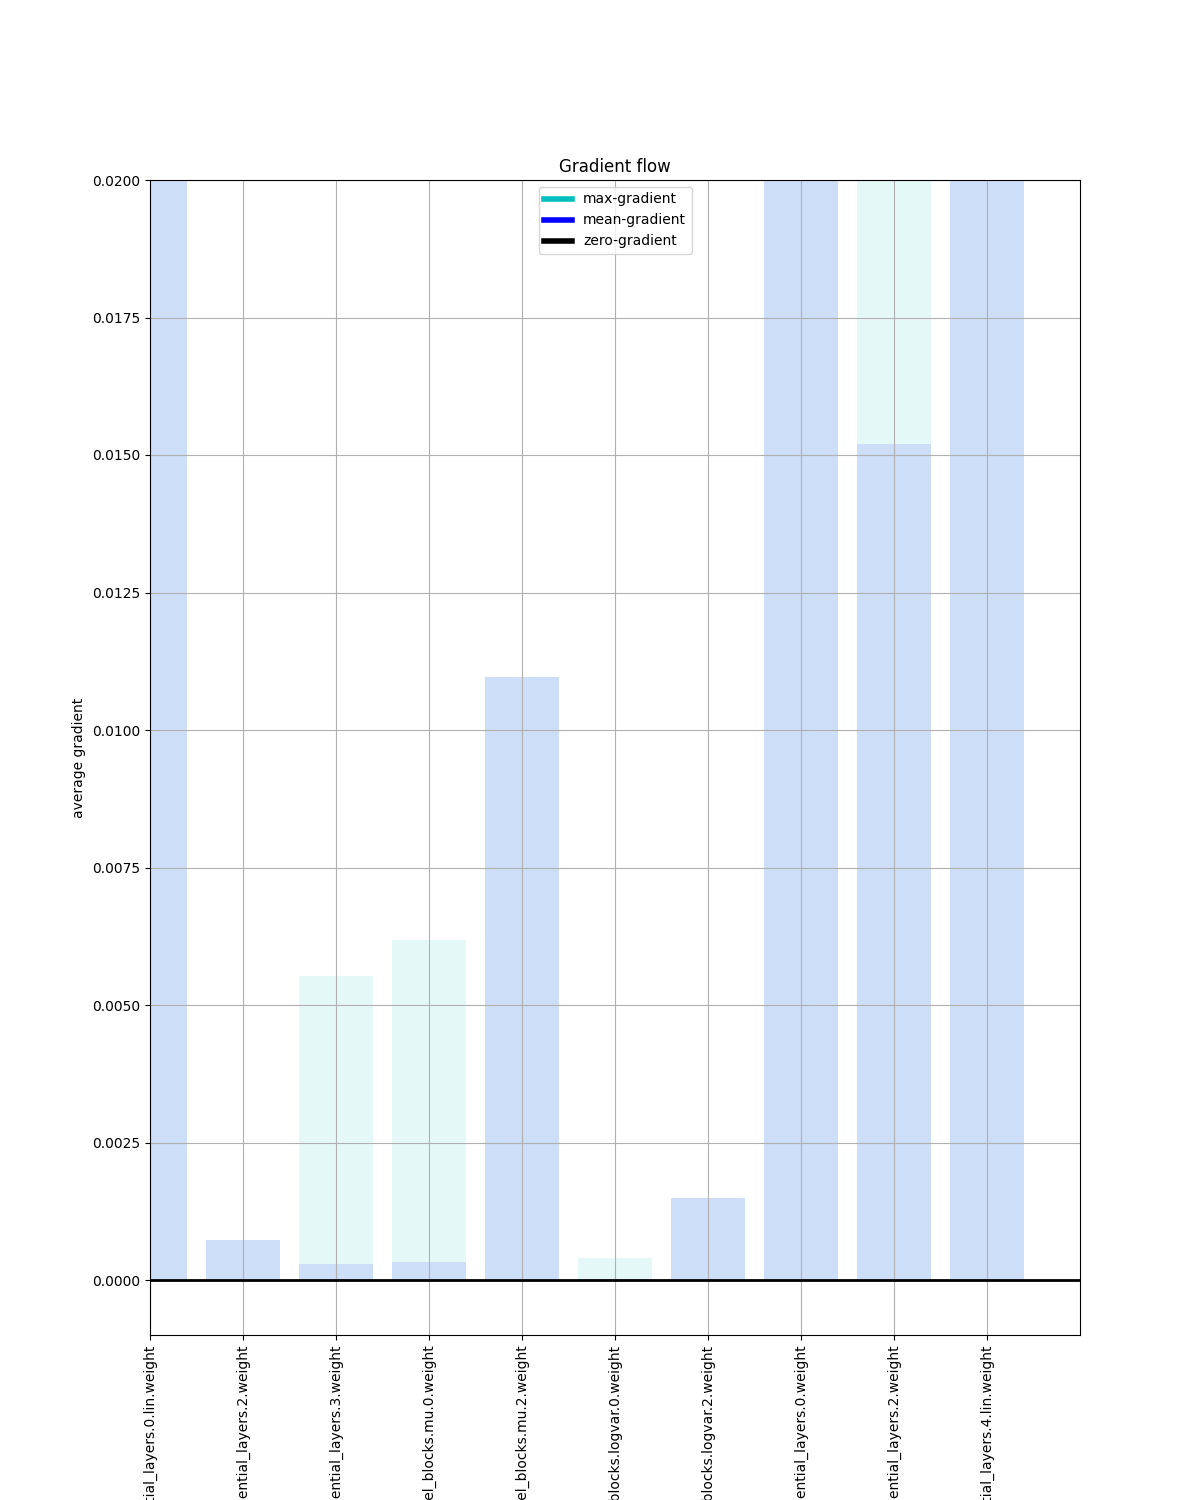 Gradient flow
max-gradient
mean-gradient
zero-gradient
0.0200
0.0175
0.0150
0.0125
0.0100
0.0075
0.0050
0.0025
0.0000
average gradient
tial_layers.0.lin.weight
ential_layers.2.weight
ential_layers.3.weight
el_blocks.mu.0.weight
el_blocks.mu.2.weight
blocks.logvar.0.weight
blocks.logvar.2.weight
ential_layers.0.weight
ential_layers.2.weight
tial_layers.4.lin.weight